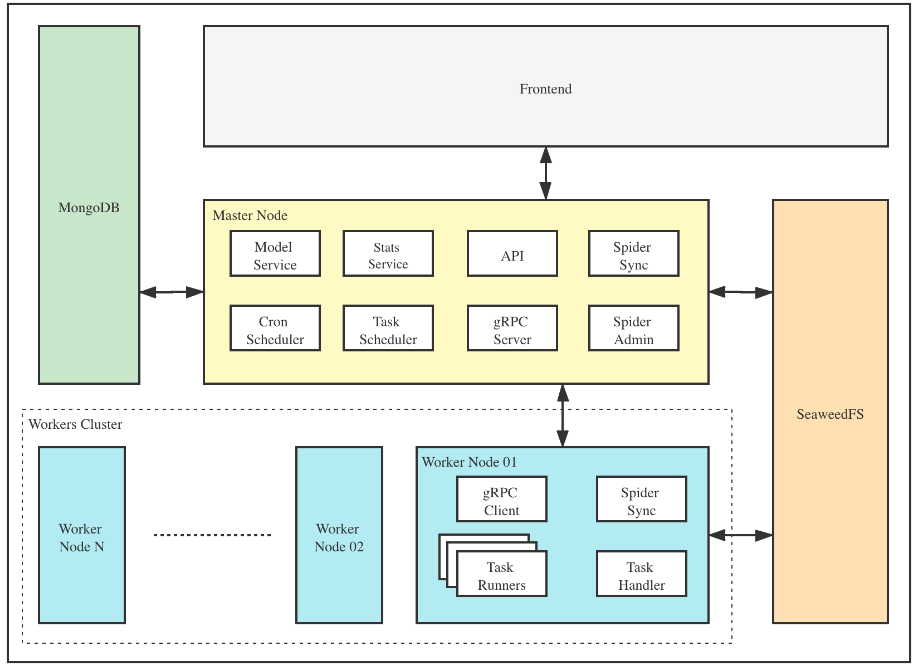 Frontend
MongoDB
Master Node
Model
Service
Stats
Service
API
Spider
Sync
Cron
Scheduler
Task
Scheduler
gRPC
Server
Spider
Admin
SeaweedFS
Workers Cluster
Worker
Node N
Worker
Node 02
Worker Node 01
gRPC
Client
Spider
Sync
Task
Runners
Task
Handler